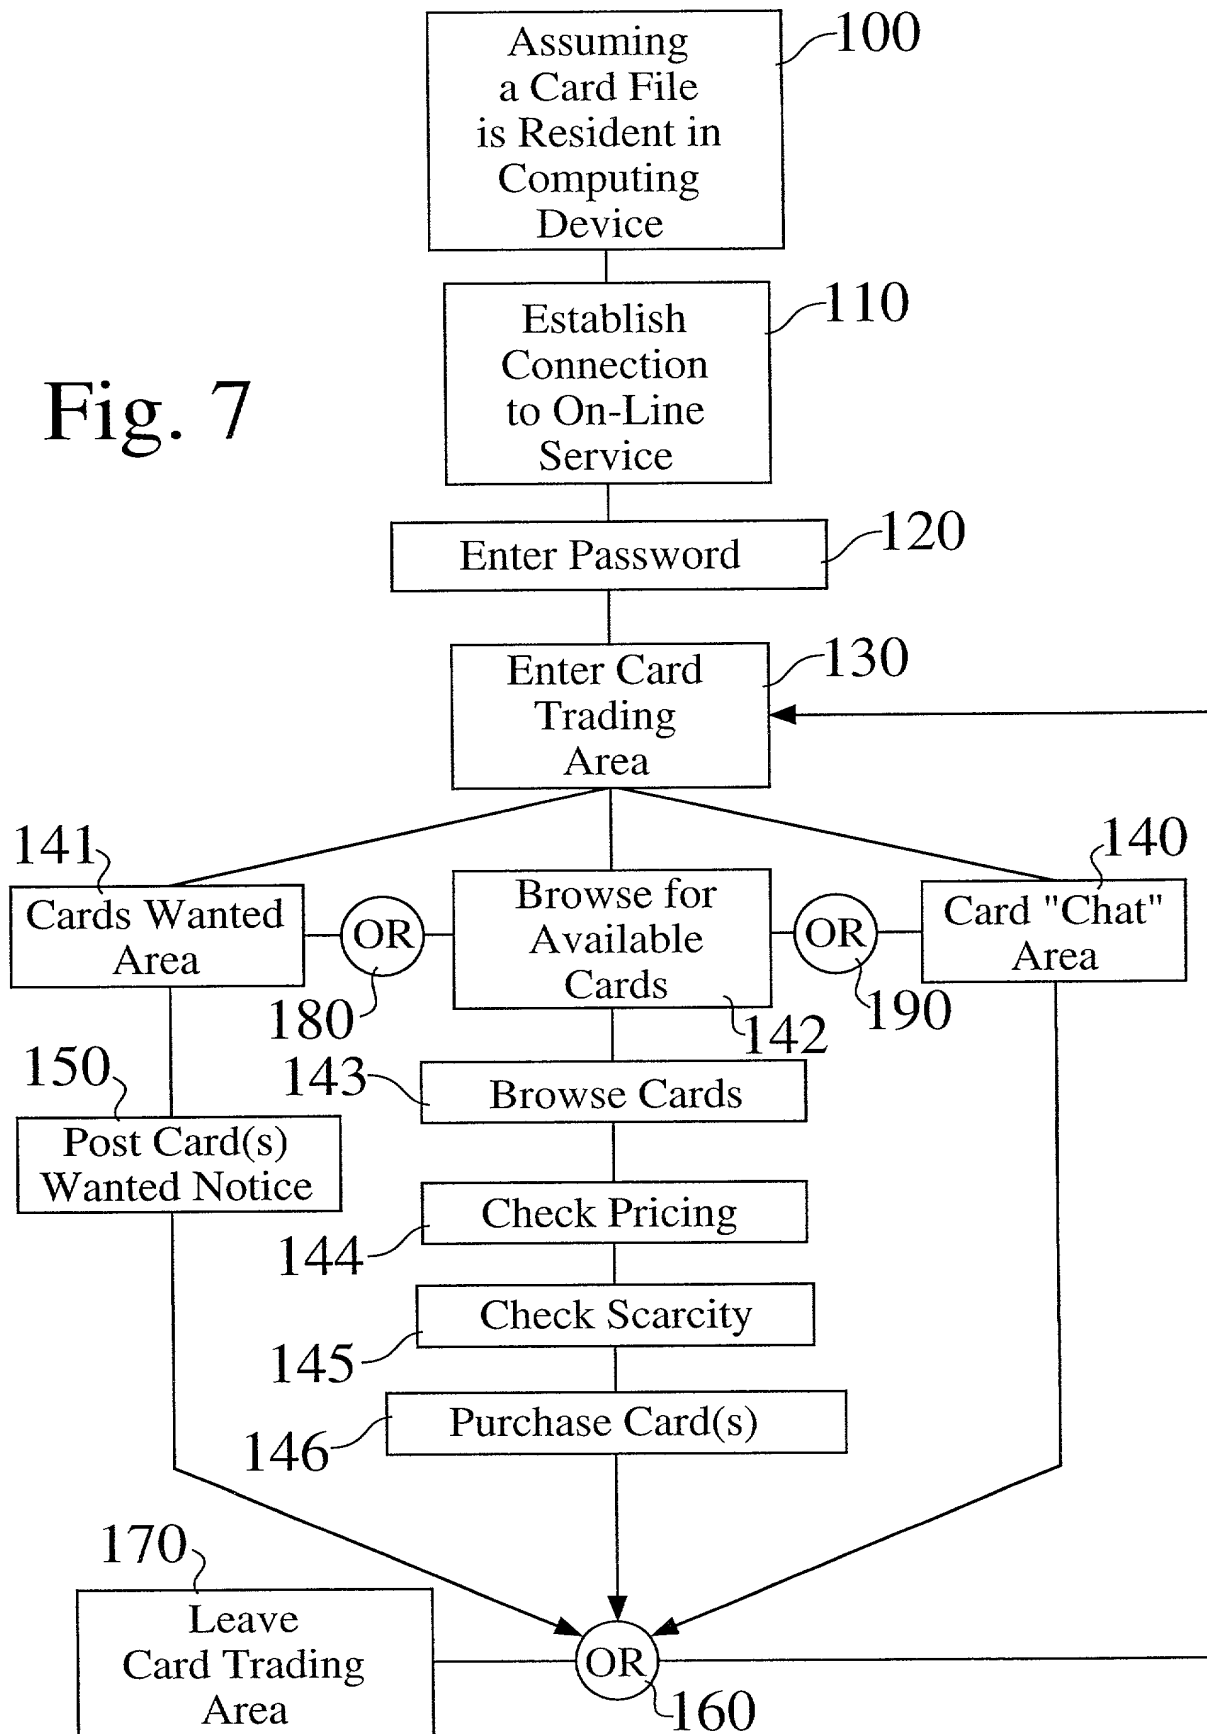 Assuming
a Card File
is Resident in
Computing
Device
100
Establish
Connection
to On-Line
Service
110
Fig. 7
Enter Password
120
Enter Card
Trading
Area
130
141
Cards Wanted
Area
OR
180
Browse for
Available
Cards
142
OR
190
140
Card "Chat"
Area
150
Post Card(s)
Wanted Notice
143
Browse Cards
144
Check Pricing
145
Check Scarcity
146
Purchase Card(s)
170
Leave
Card Trading
Area
OR
160